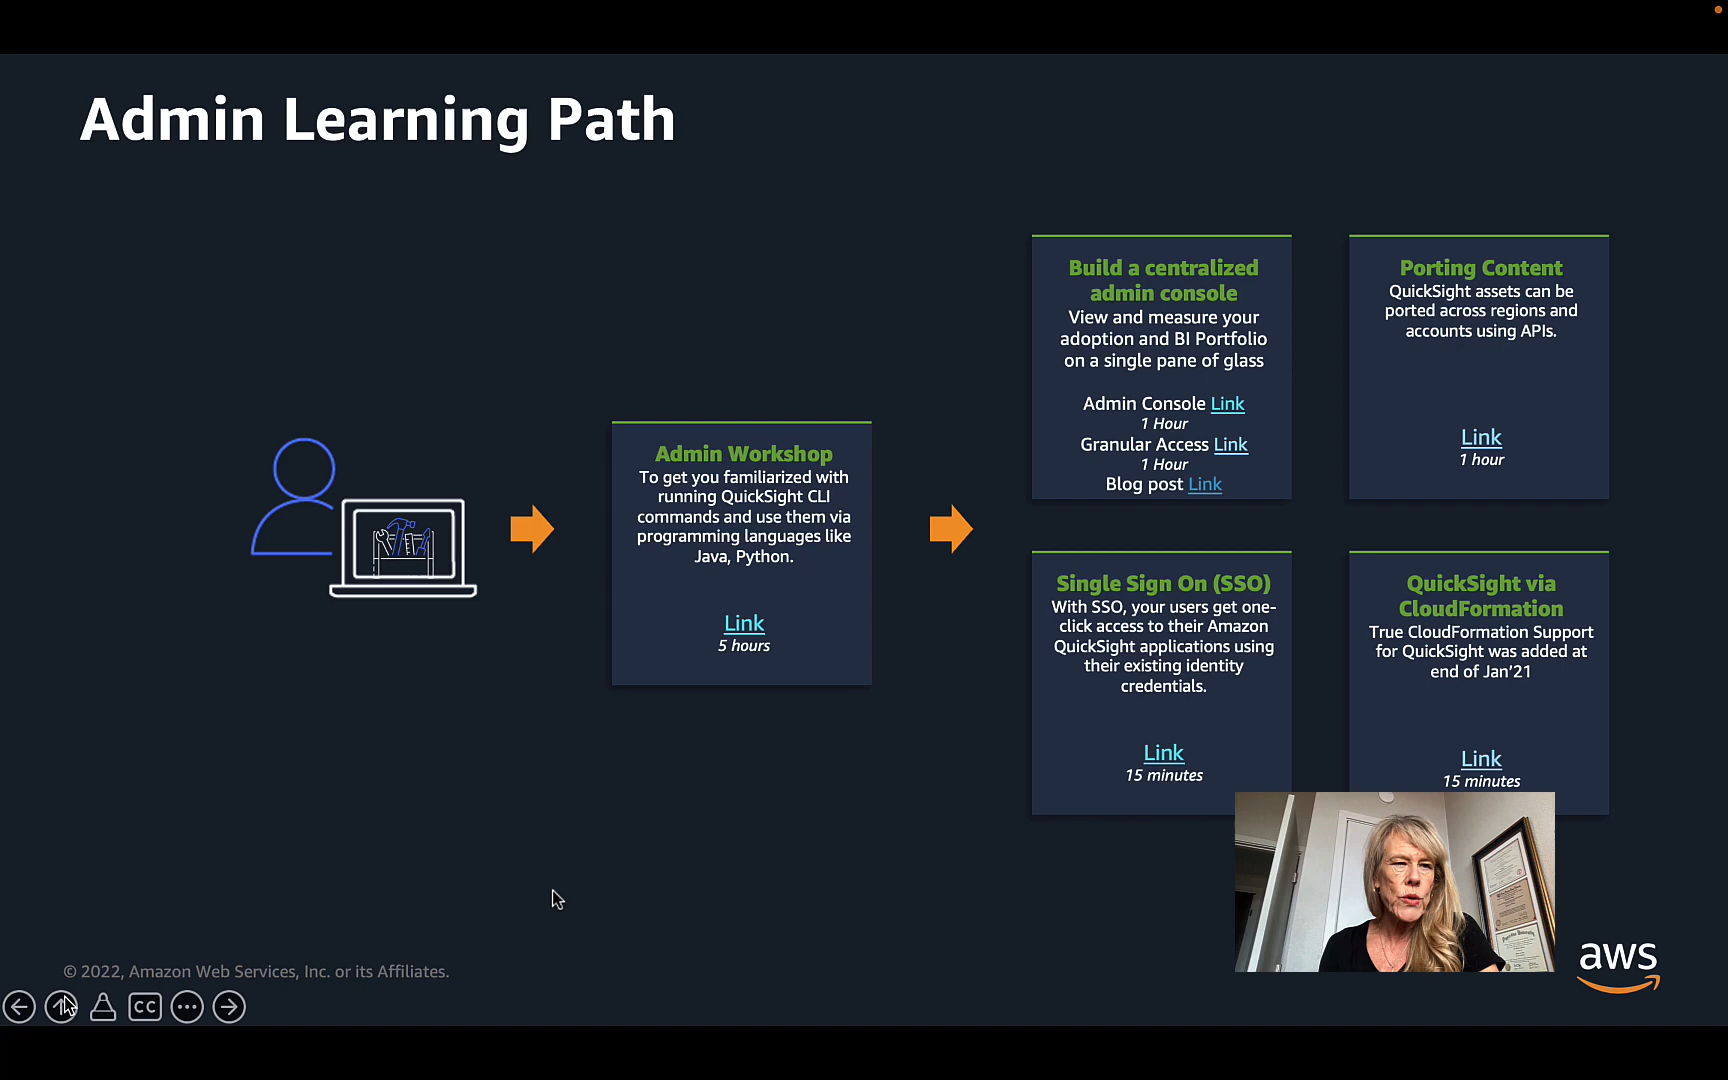 Admin Learning Path
Admin Workshop
To get you familiarized with
running QuickSight CLI
commands and use them via
programming languages like
Java, Python.
Link
5 hours
Build a centralized
admin console
View and measure your
adoption and BI Portfolio
on a single pane of glass
Admin Console Link
1 Hour
Granular Access Link
1 Hour
Blog post Link
Porting Content
QuickSight assets can be
ported across regions and
accounts using APIs.
Link
1 hour
Single Sign On (SSO)
With SSO, your users get one-
click access to their Amazon
QuickSight applications using
their existing identity
credentials.
Link
15 minutes
QuickSight via
CloudFormation
True CloudFormation Support
for QuickSight was added at
end of Jan'21
Link
15 minutes
aws
© 2022, Amazon Web Services, Inc. or its Affiliates.
CC